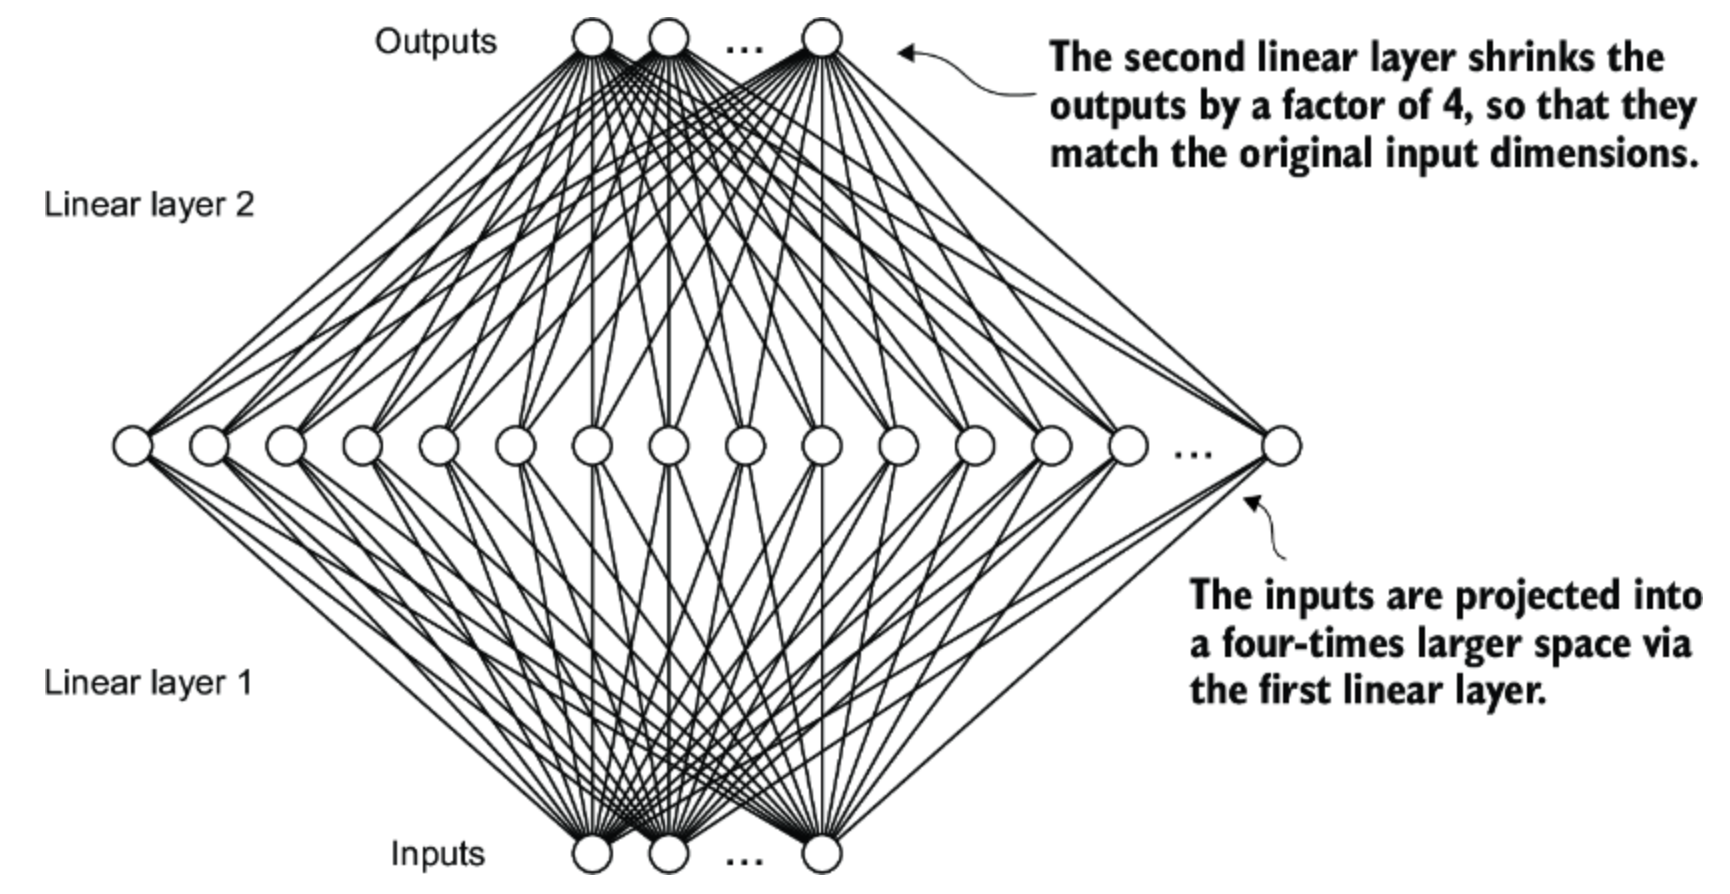 Outputs
...
The second linear layer shrinks the
outputs by a factor of 4, so that they
match the original input dimensions.
Linear layer 2
...
The inputs are projected into
a four-times larger space via
the first linear layer.
Linear layer 1
Inputs
...